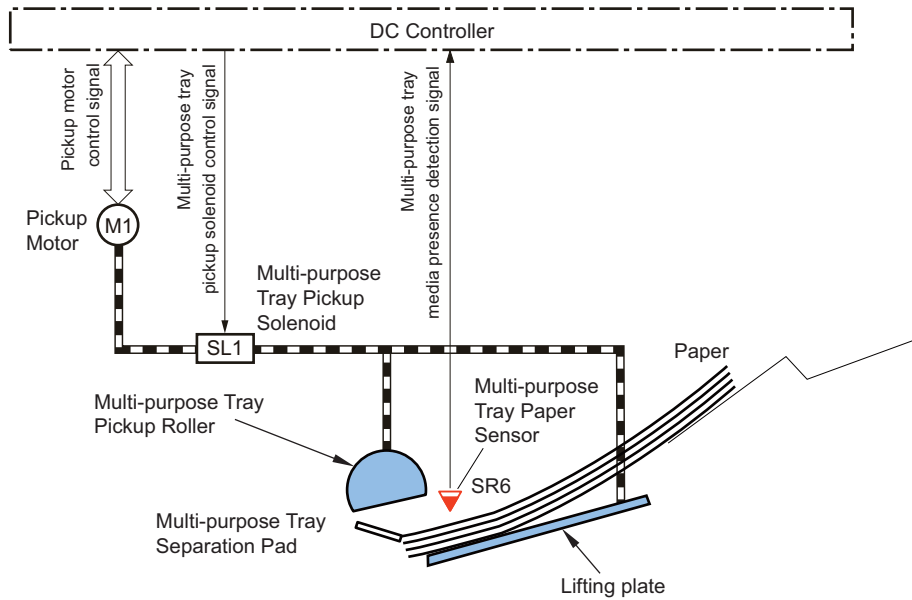 DC Controller
Pickup motor
control signal
Multi-purpose tray
pickup solenoid control signal
Multi-purpose tray
media presence detection signal
Pickup
Motor
M1
Multi-purpose
Tray Pickup
Solenoid
SL1
Paper
Multi-purpose Tray
Pickup Roller
Multi-purpose
Tray Paper
Sensor
SR6
Multi-purpose Tray
Separation Pad
Lifting plate